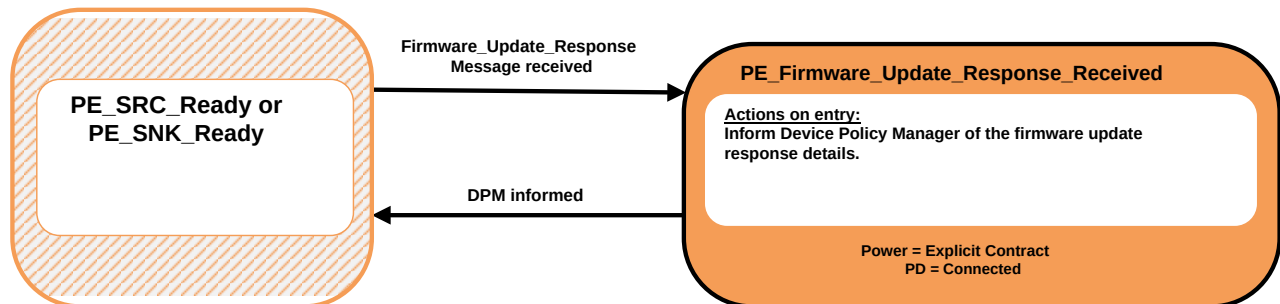 PE_SRC_Ready or
PE_SNK_Ready
Firmware_Update_Response
Message received
DPM informed
PE_Firmware_Update_Response_Received
Actions on entry:
Inform Device Policy Manager of the firmware update
response details.
Power = Explicit Contract
PD = Connected